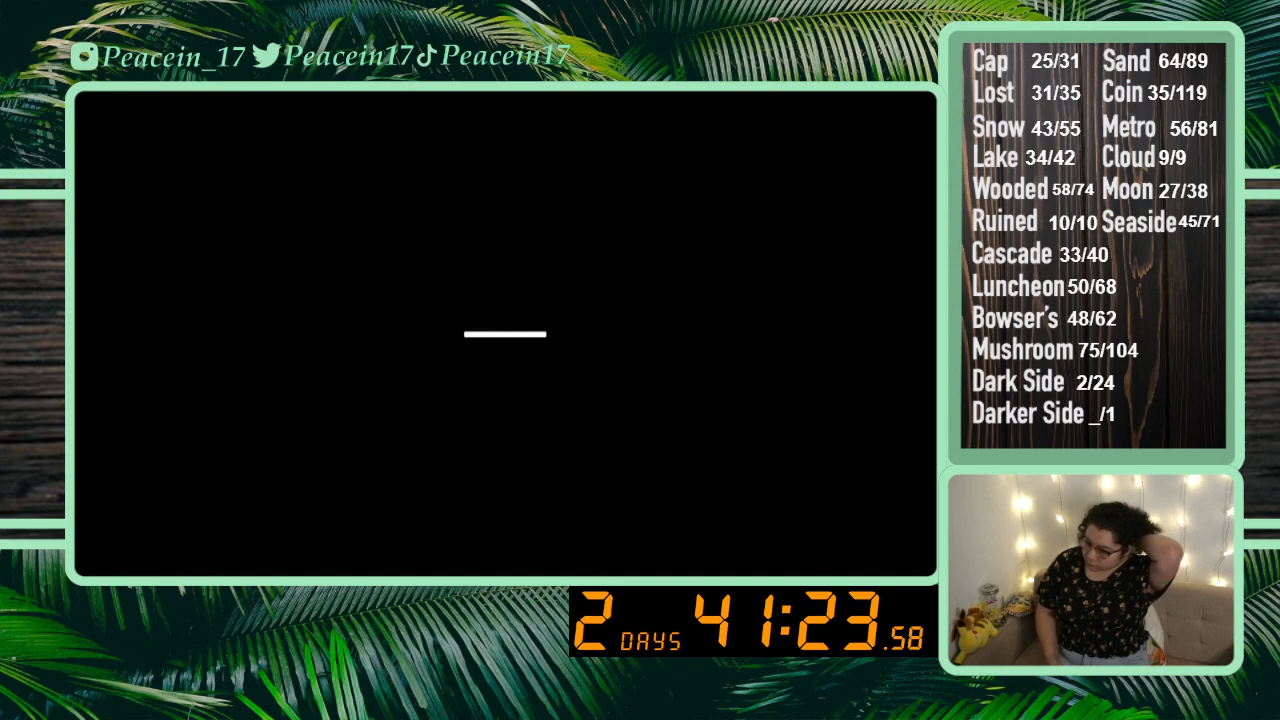 Peacein_17 Peacein17 Peacein17
Cap 25/31 Sand 64/89
Lost 31/35 Coin 35/119
Snow 43/55 Metro 56/81
Lake 34/42 Cloud 9/9
Wooded 58/74 Moon 27/38
Ruined 10/10 Seaside 45/71
Cascade 33/40
Luncheon 50/68
Bowser's 48/62
Mushroom 75/104
Dark Side 2/24
Darker Side _/1
2 DAYS 41:23.58